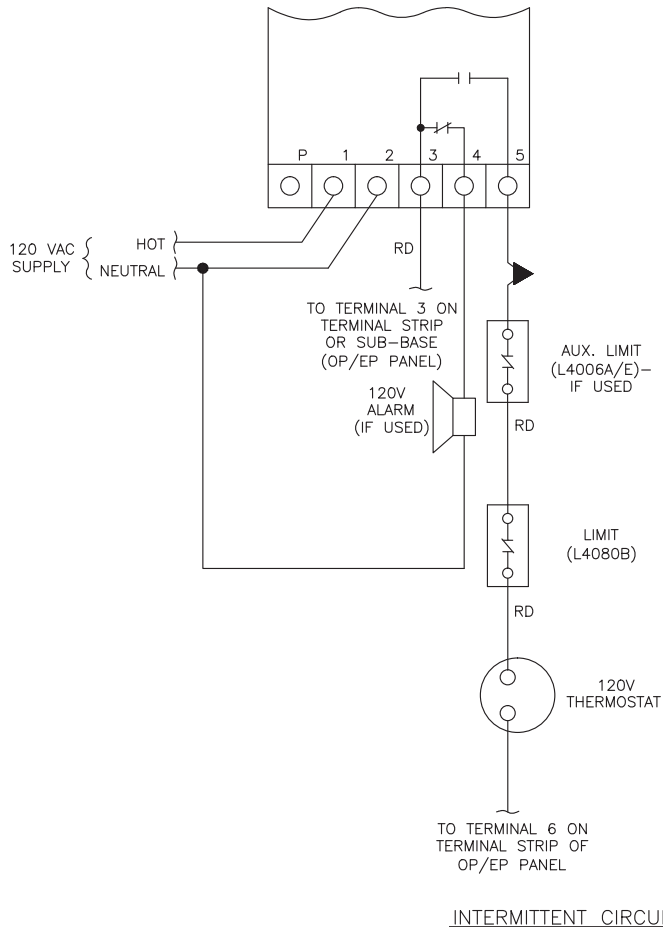 P 1 2 3 4 5
120 VAC
SUPPLY
HOT
NEUTRAL
RD
TO TERMINAL 3 ON
TERMINAL STRIP
OR SUB-BASE
(OP/EP PANEL)
120V
ALARM
(IF USED)
AUX. LIMIT
(L4006A/E)-
IF USED
RD
LIMIT
(L4080B)
RD
120V
THERMOSTAT
TO TERMINAL 6 ON
TERMINAL STRIP OF
OP/EP PANEL
INTERMITTENT